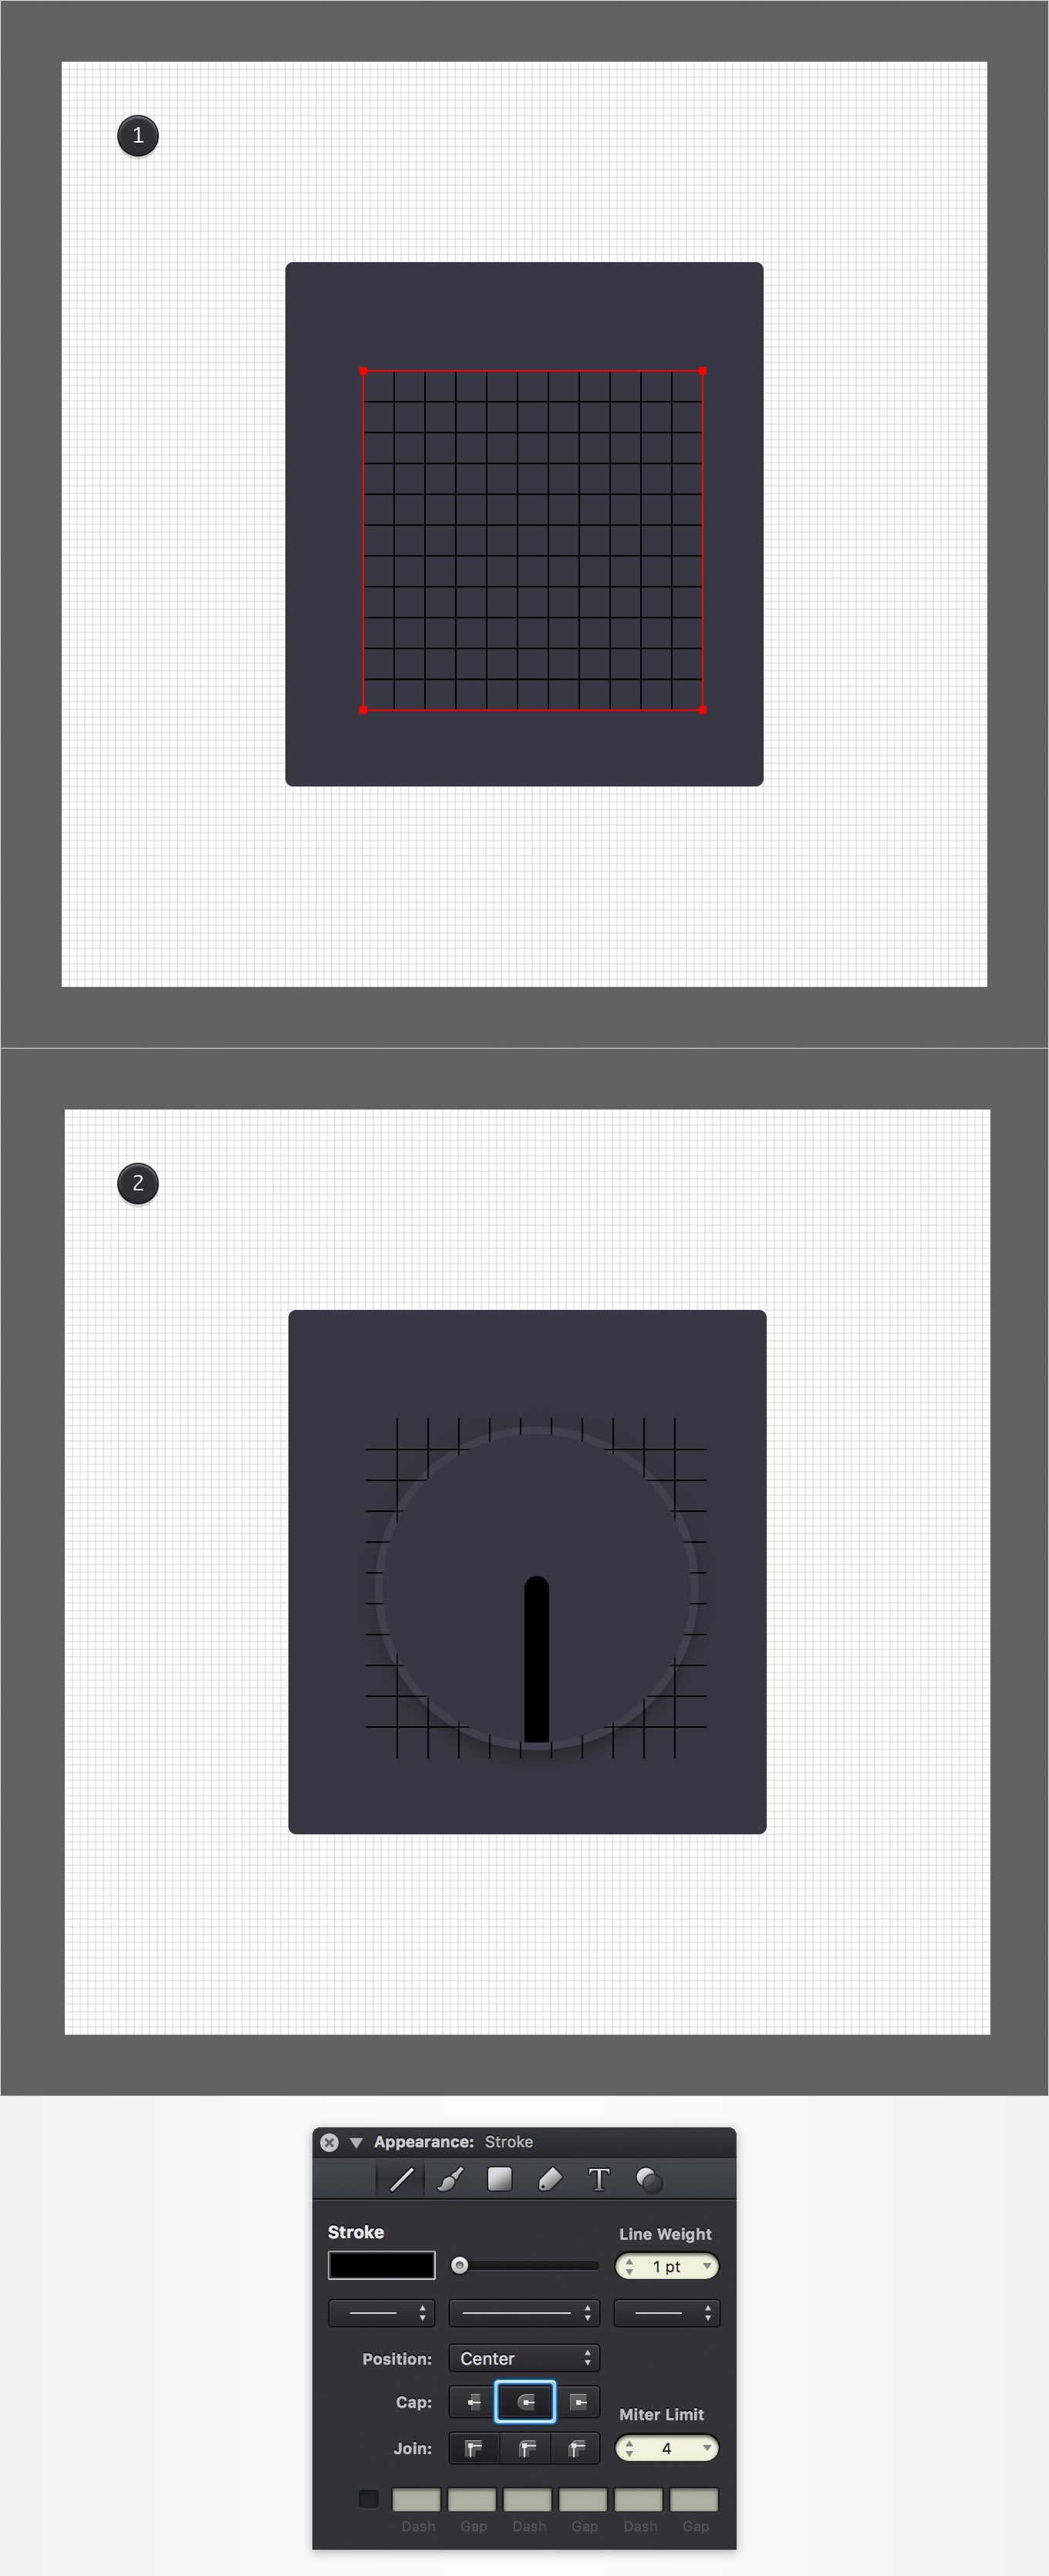 1
2
Appearance: Stroke
T
Stroke
Line Weight
1 pt
Position: Center
Cap:
Miter Limit
Join: 4
Dash Gap Dash Gap Dash Gap